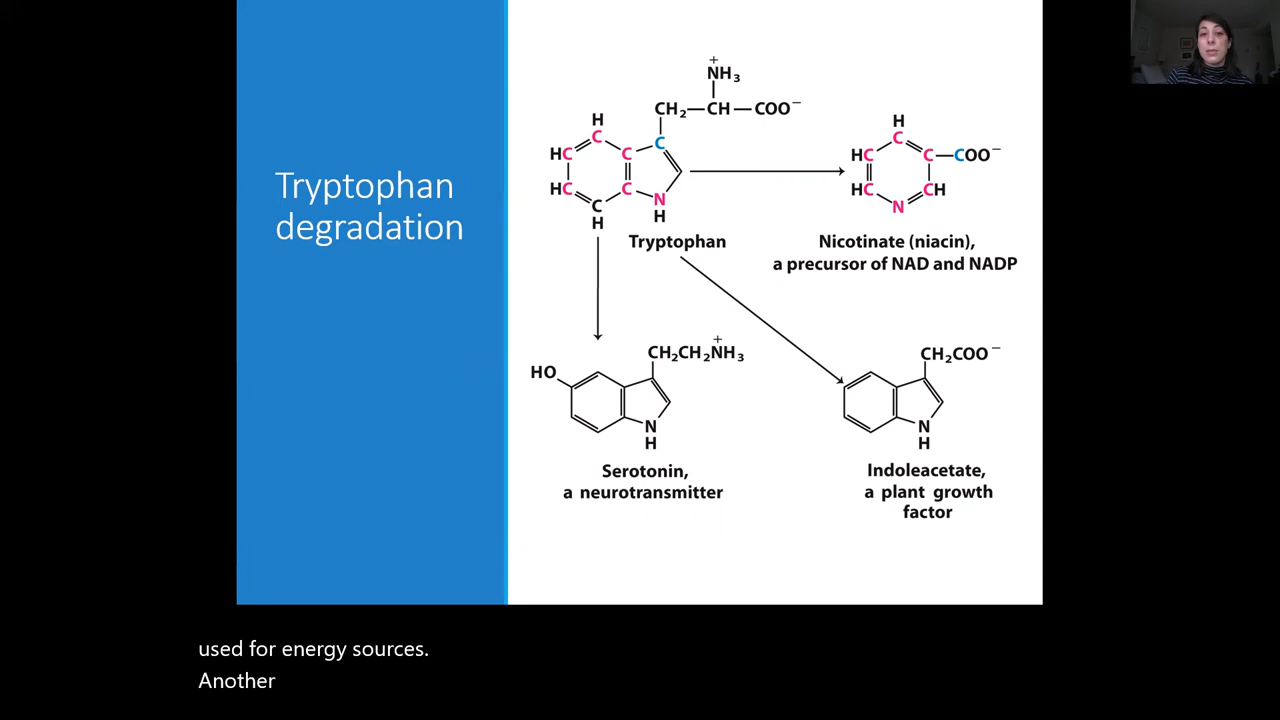 Tryptophan
degradation
+
NH3
CH2—CH—COO−
H
HC C C C
HC C N
C H
H
Tryptophan
H
C
HC C—COO−
HC CH
N
Nicotinate (niacin),
a precursor of NAD and NADP
+
CH2CH2NH3
HO
N
H
Serotonin,
a neurotransmitter
CH2COO−
N
H
Indoleacetate,
a plant growth
factor
used for energy sources.
Another